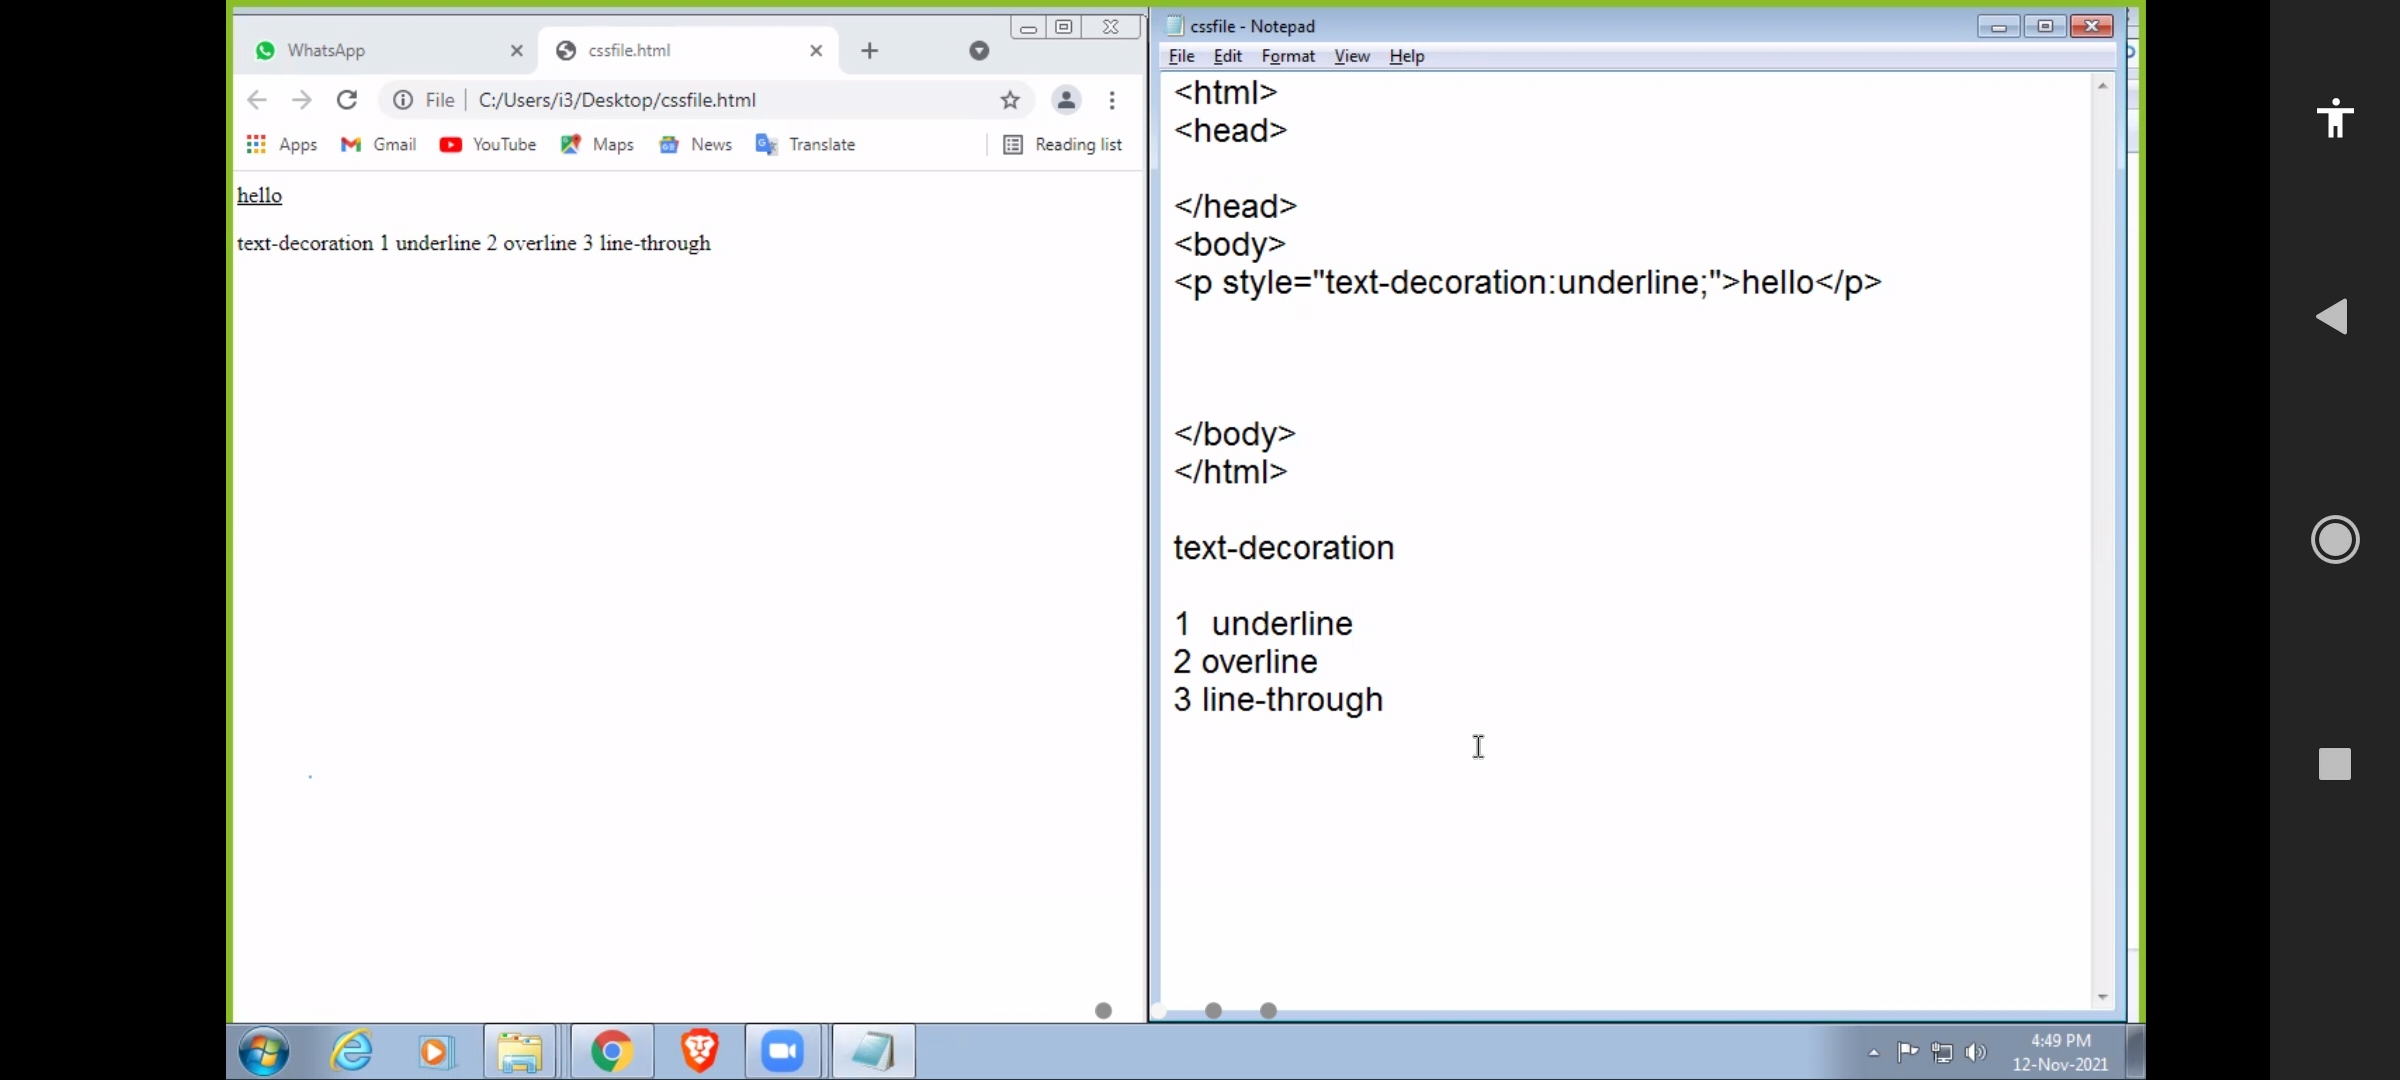 WhatsApp
cssfile.html
File
C:/Users/i3/Desktop/cssfile.html
Apps
Gmail
YouTube
Maps
News
Translate
Reading list
hello
text-decoration 1 underline 2 overline 3 line-through
cssfile - Notepad
File Edit Format View Help
<html>
<head>
</head>
<body>
<p style="text-decoration:underline;">hello</p>
</body>
</html>
text-decoration
1  underline
2 overline
3 line-through
4:49 PM
12-Nov-2021